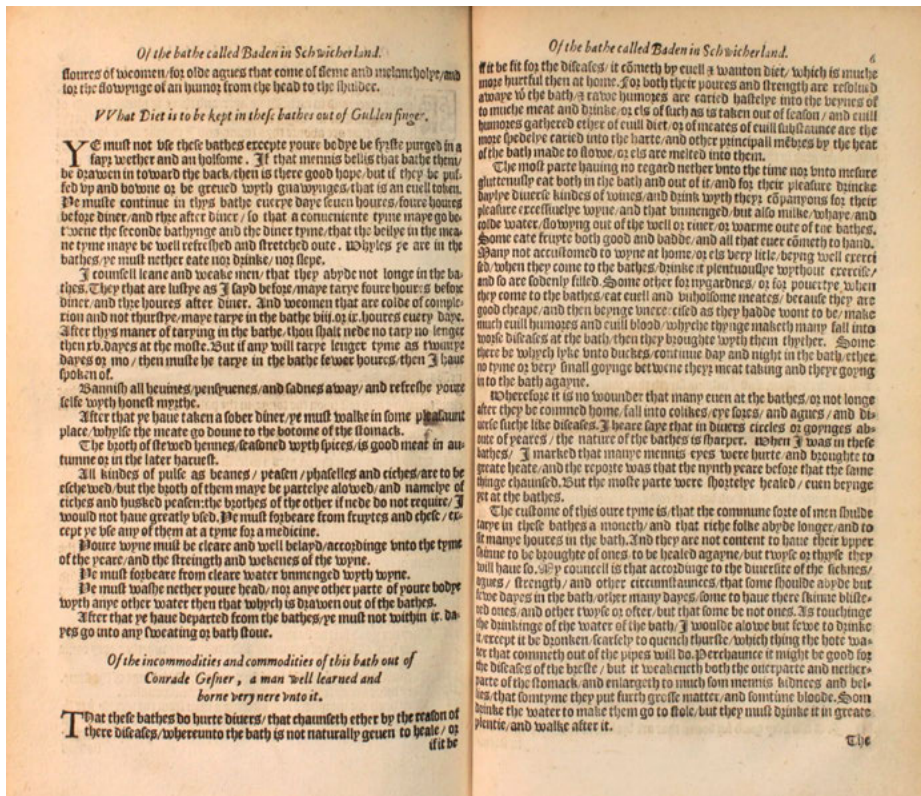 Of the bathe called Baden in Schwicherland.
floures of weomen/for olde agues that come of fleme and melancholye/and
for the flowynge of an humor from the head to the shulder.
VVhat Diet is to be kept in these bathes out of Gullen finger.
YE must not vse these bathes excepte youre bodye be fyrste purged in a
fayr wether and an holsome. If that mennis bellis that bathe them/
be drawen in toward the back/then is there good hope/but if they be puf
fed vp and bowne or be greued wyth gnawynges/that is an euell token.
Ye muste continue in thys bathe euerye daye seuen houres/foure houres
before diner/and thre after diner/ so that a conueniente tyme maye go be-
twene the seconde bathynge and the diner tyme/that the bellye in the mea
ne tyme maye be well refreshed and stretched oute. Whyles ye are in the
bathes/ye must nether eate nor drinke/ nor slepe.
I counsell leane and weake men/ that they abyde not longe in the ba-
thes. They that are lustye as I sayd before/maye tarye foure houres before
diner/and thre houres after diner. And weomen that are colde of comple-
rion and not thurstye/maye tarye in the bathe viij. or ix. houres euery daye.
After thys maner of tarying in the bathe/thou shalt nede no tary no lenger
then xv. dayes at the moste. But if any will tarye lenger tyme as twentye
dayes or mo/ then muste he tarye in the bathe fewer houres/then I haue
spoken of.
Bannish all heuines/pensyuenes/and sadnes away/ and refreshe youre
selfe wyth honest myrthe.
After that ye haue taken a sober diner/ye must walke in some pleasaunt
place/whylse the meate go doune to the botome of the stomack.
The broth of stewed hennes/seasoned wyth spices/is good meat in au-
tumne or in the later haruest.
All kindes of pulse as beanes/ peasen/phaselles and ciches/are to be
eschewed/but the broth of them maye be partelye alowed/and namelye of
ciches and husked peasen: the brothes of the other if nede do not require/ I
would not haue greatly vsed. Ye must forbeare from fruytes and chese/ ex-
cept ye vse any of them at a tyme for a medicine.
Youre wyne must be cleare and well belayd/accordinge vnto the tyme
of the yeare/and the streingth and wekenes of the wyne.
Ye must forbeare from cleare water vnmenged wyth wyne.
Ye must washe nether youre head/ nor anye other parte of youre bodye
wyth anye other water then that whych is drawen out of the bathes.
After that ye haue departed from the bathes/ye must not within ix. da-
yes go into any sweating or bath stoue.
Of the incommodities and commodities of this bath out of
Conrade Gesner, a man well learned and
borne very nere vnto it.
THat these bathes do hurte diuers/that chaunseth ether by the reason of
there diseases/whereunto the bath is not naturally geuen to heale/ or
if it be
Of the bathe called Baden in Schwicherland.
6
if it be fit for the diseases/ it cōmeth by euell & wanton diet/ which is muche
more hurtful then at home. For both their poures and strength are resolued
awaye wͭ the bath/& rawe humores are caried hastelye into the veynes of
to muche meat and drinke/or els of such as is taken out of season/ and euill
humores gathered ether of euill diet/or of meates of euill substaunce are the
more spedelye caried into the harte/and other principall mēbres by the heat
of the bath made to flowe/or els are melted into them.
The most parte hauing no regard nether vnto the time nor vnto mesure
gluttenusly eat both in the bath and out of it/and for their pleasure drincke
daylye diuerse kindes of wines/and drink wyth theyr cōpanyons for their
pleasure excessiuelye wyne/and that vnmenged/but also milke/whaye/and
colde water/flowyng out of the well or riuer/or warme oute of the bathes.
Some eate fruyte both good and badde/and all that euer cōmeth to hand.
Many not accustomed to wyne at home/or els very litle/beyng well exerci
sed/when they come to the bathes/drinke it plentuouslye wythout exercise/
and so are sodenly filled. Some other for nygardnes/ or for pouertye when
they come to the bathes/eat euell and vnholsome meates/ because they are
good cheape/and then beynge vnexercised as they hadde wont to be/ make
much euill humores and euill blood/whyche thynge maketh many fall into
worse diseases at the bath/then they broughte wyth them thyther. Some
there be whych lyke vnto duckes/continue day and night in the bath/ether
no tyme or very small goynge betwene theyr meat taking and theyre goyng
in to the bath agayne.
Wherefore it is no wounder that many euen at the bathes/or not longe
after they be commed home/fall into colikes/eye sores/ and agues/ and di-
uerse suche like diseases. I heare saye that in diuers circles or goynges ab-
oute of yeares/ the nature of the bathes is sharper. When I was in these
bathes/ I marked that manye mennis eyes were hurte/and broughte to
greate heate/and the reporte was that the nynth yeare before that the same
thinge chaunsed. But the moste parte were shortelye healed/ euen beynge
yet at the bathes.
The custome of this oure tyme is/that the commune sorte of men shulde
tarye in these bathes a moneth/and that riche folke abyde longer/and to
sit manye houres in the bath. And they are not content to haue their vpper
skinne to be broughte of ones to be healed agayne/but twyse or thryse they
will haue so. My councell is that accordinge to the diuersite of the sicknes/
agues/ strength/ and other circumstaunces/that some shoulde abyde but
fewe dayes in the bath/other many dayes/some to haue there skinne bliste-
red ones/and other twyse or ofter/but that some be not ones. As touchinge
the drinkinge of the water of the bath/I woulde alowe but fewe to drinke
it/except it be dronken/scarsely to quench thurste/which thing the hote wa-
ter that commeth out of the pipes will do. Perchaunce it might be good for
the diseases of the breste / but it weakeneth both the ouerparte and nether-
parte of the stomack/and enlargeth to much som mennis kidnees and bel-
lies/that somtyme they put furth grosse matter/and somtūne bloode. Som
drinke the water to make them go to stole/but they must drinke it in greate
plentie/and walke after it.
The